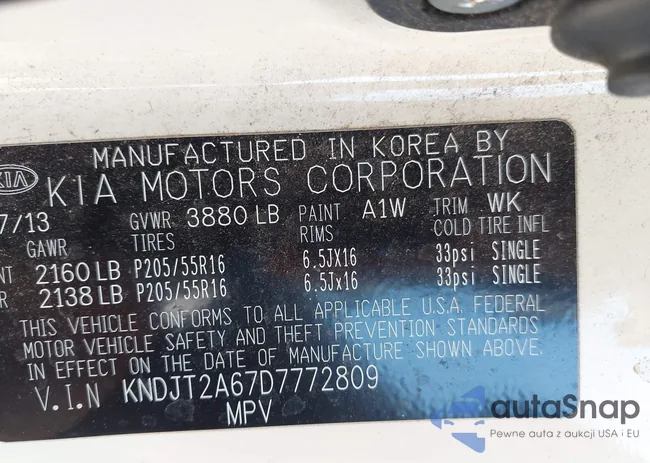 MANUFACTURED IN KOREA BY
KIA KIA MOTORS CORPORATION
7/13 GVWR 3880 LB PAINT A1W TRIM WK
GAWR TIRES RIMS COLD TIRE INFL
NT 2160 LB P205/55R16 6.5JX16 33psi SINGLE
R 2138 LB P205/55R16 6.5Jx16 33psi SINGLE
THIS VEHICLE CONFORMS TO ALL APPLICABLE U.S.A. FEDERAL
MOTOR VEHICLE SAFETY AND THEFT PREVENTION STANDARDS
IN EFFECT ON THE DATE OF MANUFACTURE SHOWN ABOVE.
V.I.N KNDJT2A67D7772809
MPV
autaSnap
Pewne auta z aukcji USA i EU